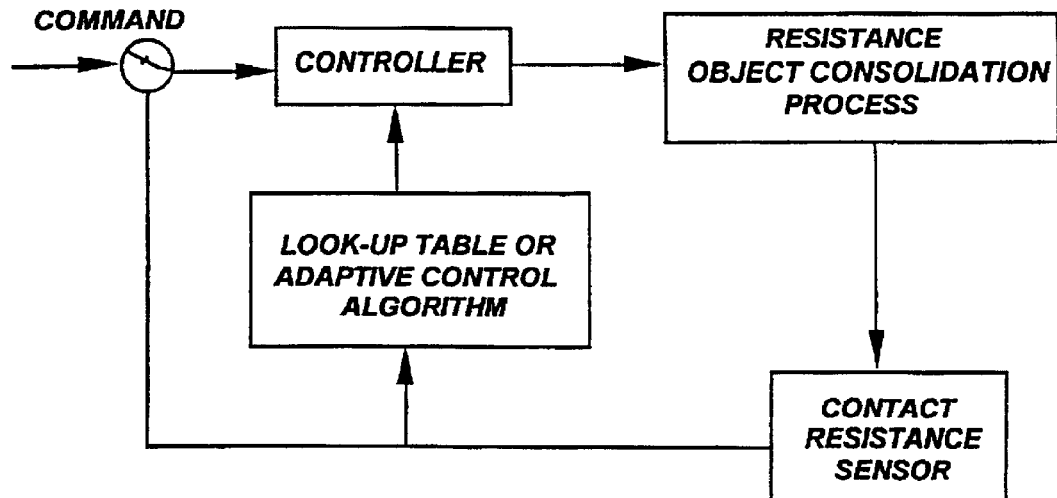 COMMAND
CONTROLLER
RESISTANCE
OBJECT CONSOLIDATION
PROCESS
LOOK-UP TABLE OR
ADAPTIVE CONTROL
ALGORITHM
CONTACT
RESISTANCE
SENSOR